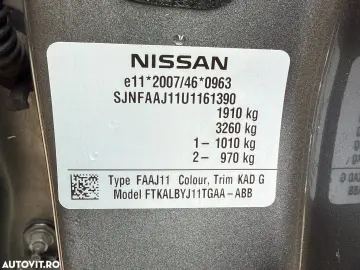 NISSAN
e11*2007/46*0963
SJNFAAJ11U1161390
1910 kg
3260 kg
1- 1010 kg
2- 970 kg
Type FAAJ11 Colour, Trim KAD G
Model FTKALBYJ11TGAA-ABB
autovit.ro